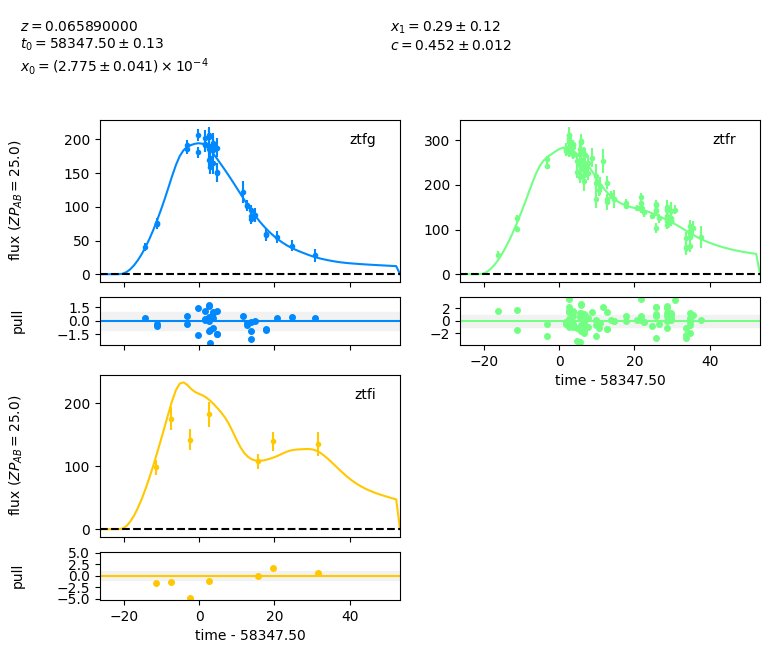 z = 0.065890000
t₀ = 58347.50 ± 0.13
x₀ = (2.775 ± 0.041) × 10⁻⁴
x₁ = 0.29 ± 0.12
c = 0.452 ± 0.012
flux (ZP_AB = 25.0)
200
150
100
50
0
ztfg
pull
1.5
0.0
−1.5
300
200
100
0
ztfr
2
0
−2
−20 0 20 40
time - 58347.50
flux (ZP_AB = 25.0)
200
100
0
ztfi
pull
5.0
2.5
0.0
−2.5
−5.0
−20 0 20 40
time - 58347.50